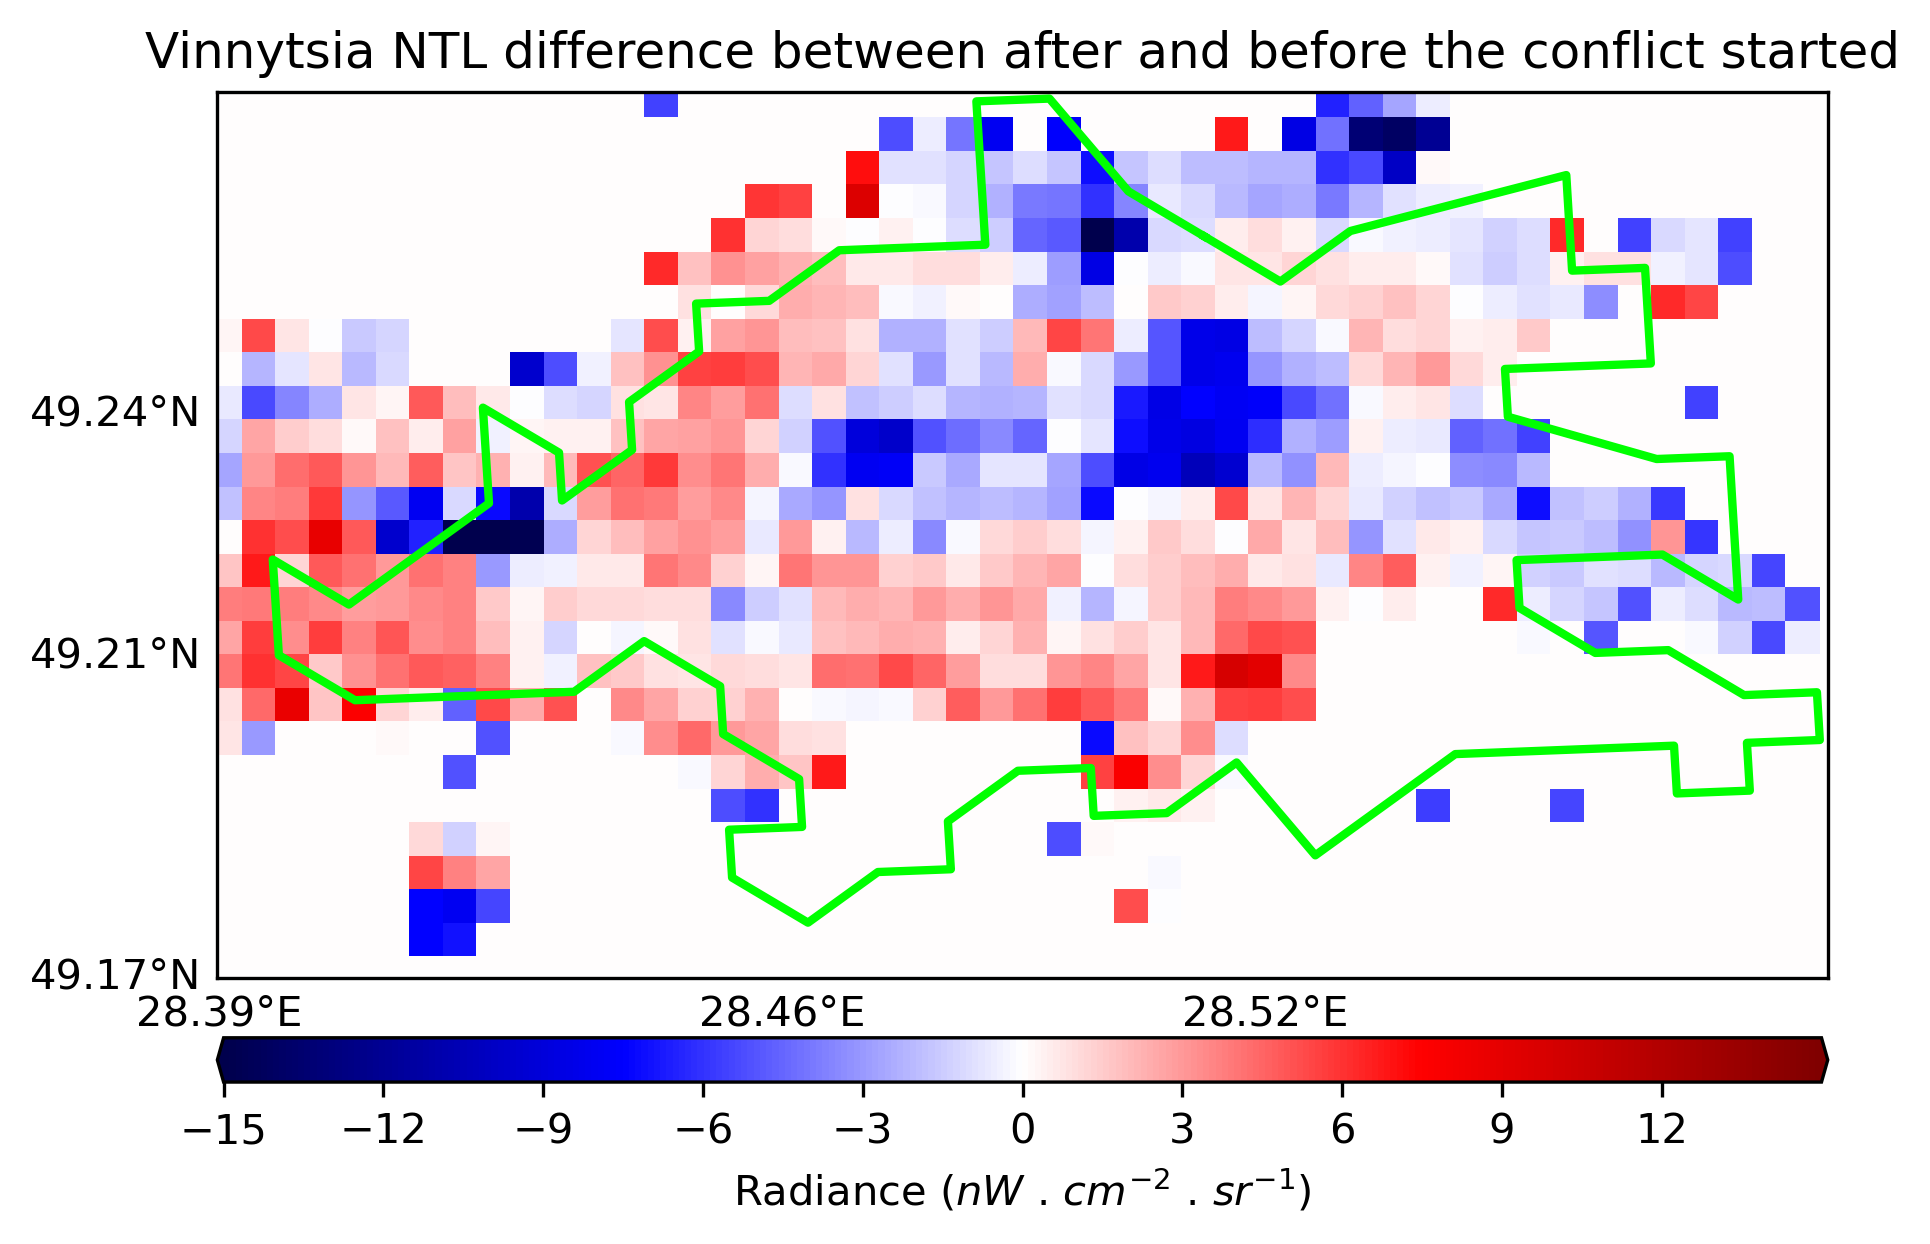 Vinnytsia NTL difference between after and before the conflict started
49.24°N
49.21°N
49.17°N
28.39°E 28.46°E 28.52°E
−15 −12 −9 −6 −3 0 3 6 9 12
Radiance (nW . cm⁻² . sr⁻¹)